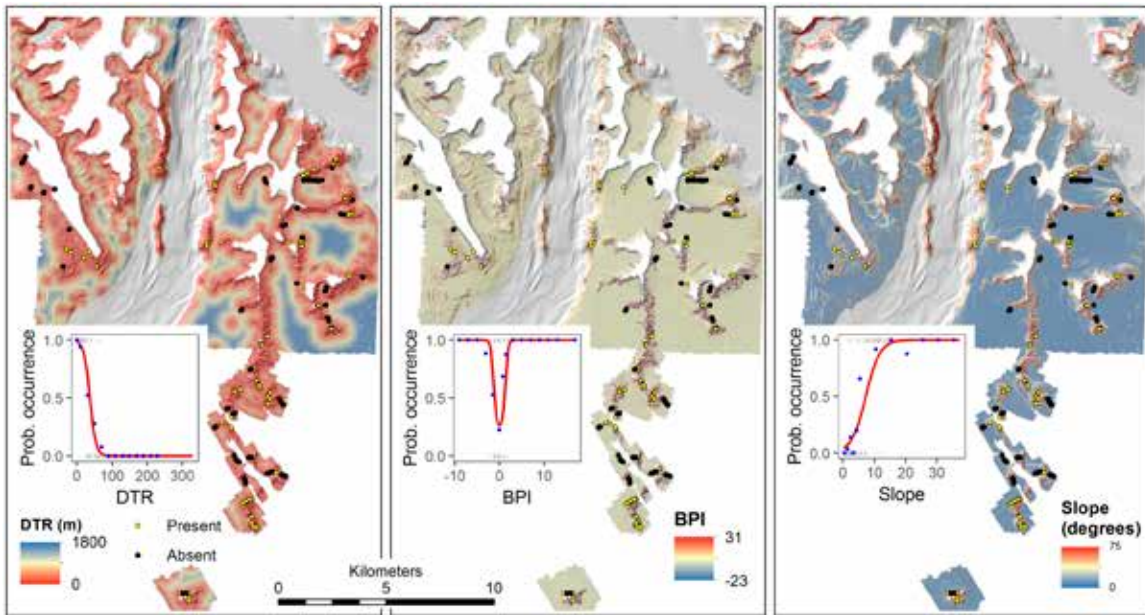 Prob. occurrence
1.0
0.5
0.0
0 100 200 300
DTR
DTR (m)
1800
0
Present
Absent
Prob. occurrence
1.0
0.5
0.0
-10 0 10
BPI
BPI
31
-23
Kilometers
0 5 10
Prob. occurrence
1.0
0.5
0.0
0 10 20 30
Slope
Slope
(degrees)
75
0